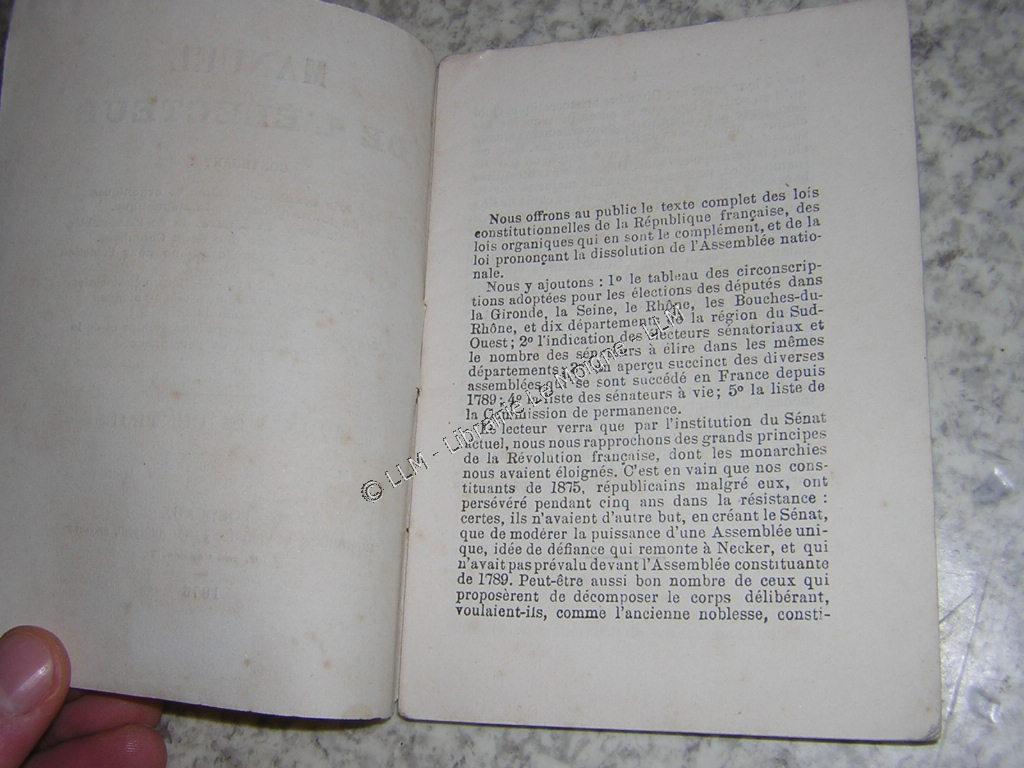 MANUEL
DE L'ELECTEUR
CONTENANT
1876
Nous offrons au public le texte complet des lois
constitutionnelles de la République française, des
lois organiques qui en sont le complément, et de la
loi prononçant la dissolution de l'Assemblée natio-
nale.
Nous y ajoutons : 1º le tableau des circonscrip-
tions adoptées pour les élections des députés dans
la Gironde, la Seine, le Rhône, les Bouches-du-
Rhône, et dix départements de la région du Sud-
Ouest ; 2º l'indication des électeurs sénatoriaux et
le nombre des sénateurs à élire dans les mêmes
départements ; un aperçu succinct des diverses
assemblées qui se sont succédé en France depuis
1789 ; 4º la liste des sénateurs à vie ; 5º la liste de
la Commission de permanence.
Le lecteur verra que par l'institution du Sénat
actuel, nous nous rapprochons des grands principes
de la Révolution française, dont les monarchies
nous avaient éloignés. C'est en vain que nos cons-
tituants de 1875, républicains malgré eux, ont
persévéré pendant cinq ans dans la résistance :
certes, ils n'avaient d'autre but, en créant le Sénat,
que de modérer la puissance d'une Assemblée uni-
que, idée de défiance qui remonte à Necker, et qui
n'avait pas prévalu devant l'Assemblée constituante
de 1789. Peut-être aussi bon nombre de ceux qui
proposèrent de décomposer le corps délibérant,
voulaient-ils, comme l'ancienne noblesse, consti-
© LLM - Librairie Le Moigne - LLM